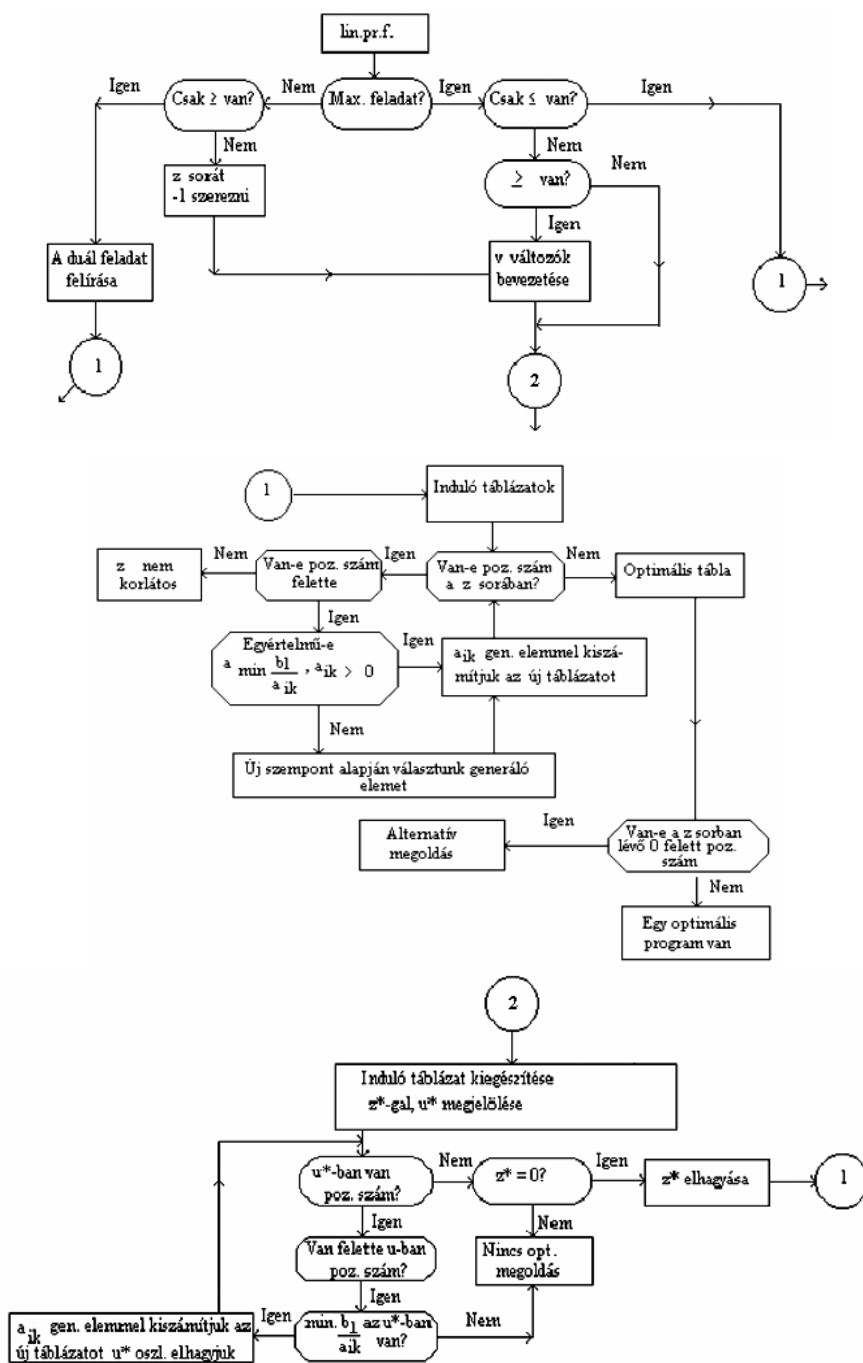 lin.pr.f.
Igen
Nem
Igen
Igen
Csak ≥ van?
Max. feladat?
Csak ≤ van?
Nem
Nem
Nem
z sorát
-1 szerezni
≥ van?
Igen
A duál feladat
felírása
v változók
bevezetése
1
1
2
1
Induló táblázatok
z nem
korlátos
Nem
Van-e poz. szám
felette
Igen
Van-e poz. szám
a z sorában?
Nem
Optimális tábla
Igen
Egyértelmű-e
a min b1/aik , aik > 0
Igen
aik gen. elemmel kiszá-
mítjuk az új táblázatot
Nem
Új szempont alapján választunk generáló
elemet
Alternatív
megoldás
Igen
Van-e a z sorban
lévő 0 felett poz.
szám
Nem
Egy optimális
program van
2
Induló táblázat kiegészítése
z*-gal, u* megjelölése
u*-ban van
poz. szám?
Nem
z* = 0?
Igen
z* elhagyása
1
Igen
Nem
Van felette u-ban
poz. szám?
Nincs opt.
megoldás
Igen
aik gen. elemmel kiszámítjuk az
új táblázatot u* oszl. elhagyjuk
Igen
min. b1/aik az u*-ban
van?
Nem